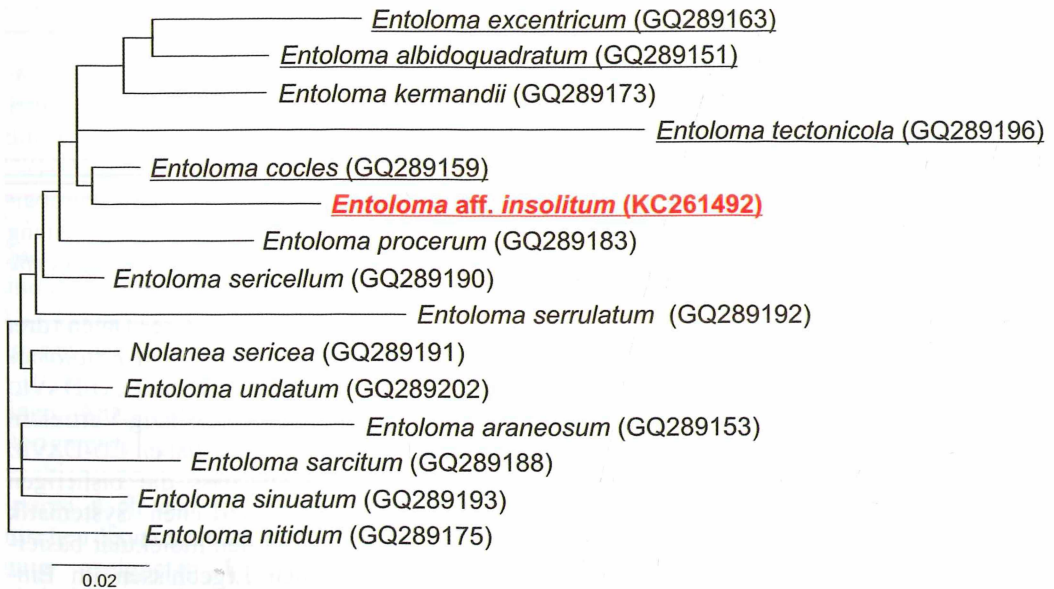 Entoloma excentricum (GQ289163)
Entoloma albidoquadratum (GQ289151)
Entoloma kermandii (GQ289173)
Entoloma tectonicola (GQ289196)
Entoloma cocles (GQ289159)
Entoloma aff. insolitum (KC261492)
Entoloma procerum (GQ289183)
Entoloma sericellum (GQ289190)
Entoloma serrulatum (GQ289192)
Nolanea sericea (GQ289191)
Entoloma undatum (GQ289202)
Entoloma araneosum (GQ289153)
Entoloma sarcitum (GQ289188)
Entoloma sinuatum (GQ289193)
Entoloma nitidum (GQ289175)
0.02